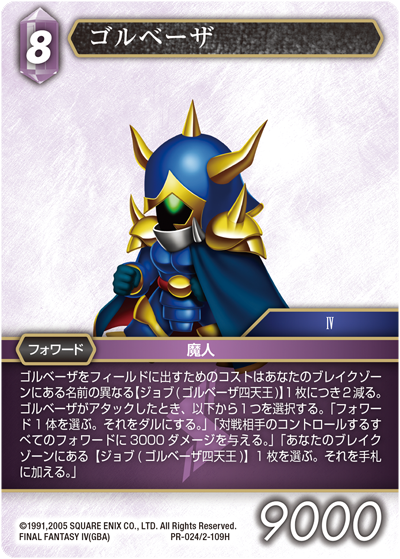 8
ゴルベーザ
Ⅳ
フォワード
魔人
ゴルベーザをフィールドに出すためのコストはあなたのブレイクゾ
ーンにある名前の異なる【ジョブ(ゴルベーザ四天王)】1枚につき2減る。
ゴルベーザがアタックしたとき、以下から1つを選択する。「フォワー
ド1体を選ぶ。それをダルにする。」「対戦相手のコントロールするす
べてのフォワードに3000ダメージを与える。」「あなたのブレイク
ゾーンにある【ジョブ(ゴルベーザ四天王)】1枚を選ぶ。それを手札
に加える。」
©1991,2005 SQUARE ENIX CO., LTD. All Rights Reserved.
FINAL FANTASY IV(GBA)
PR-024/2-109H
9000